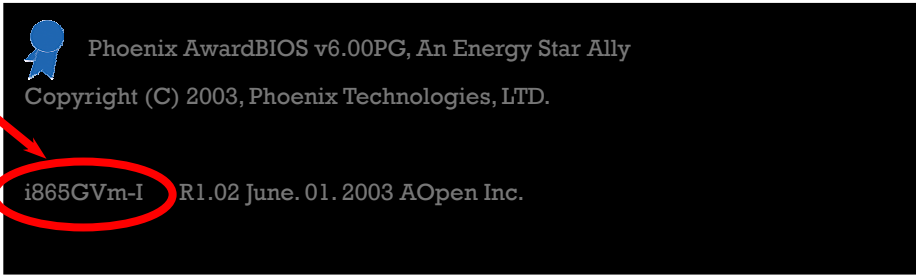 Phoenix AwardBIOS v6.00PG, An Energy Star Ally
Copyright (C) 2003, Phoenix Technologies, LTD.
i865GVm-I R1.02 June. 01. 2003 AOpen Inc.